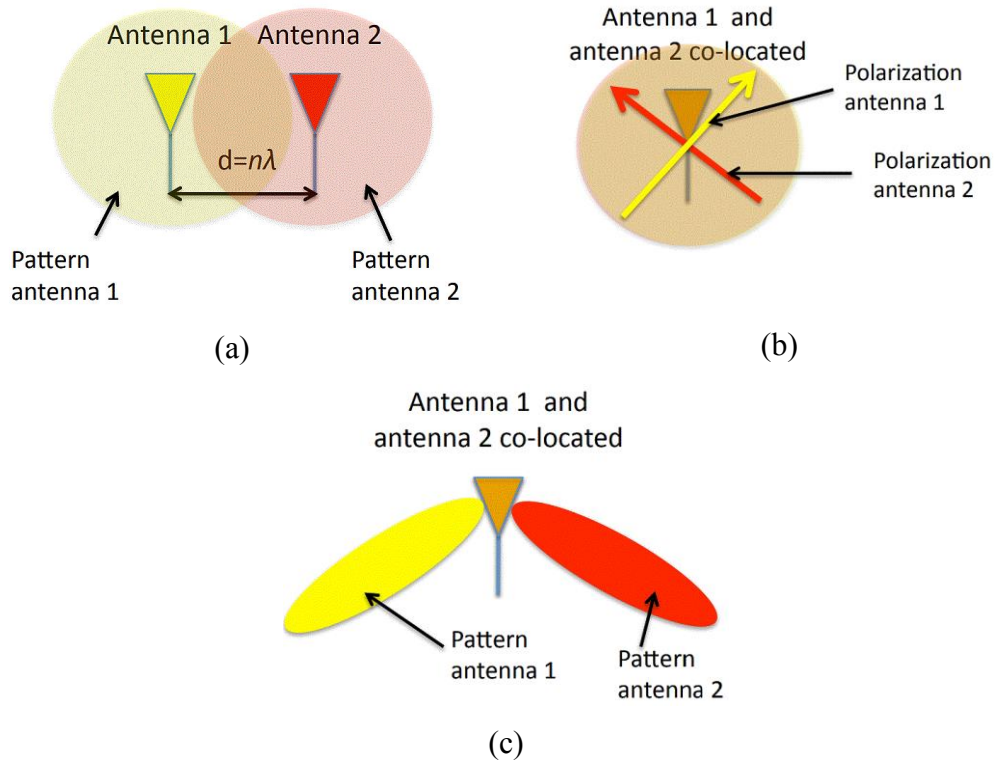 Antenna 1
Antenna 2
d=nλ
Pattern
antenna 1
Pattern
antenna 2
(a)
Antenna 1 and
antenna 2 co-located
Polarization
antenna 1
Polarization
antenna 2
(b)
Antenna 1 and
antenna 2 co-located
Pattern
antenna 1
Pattern
antenna 2
(c)